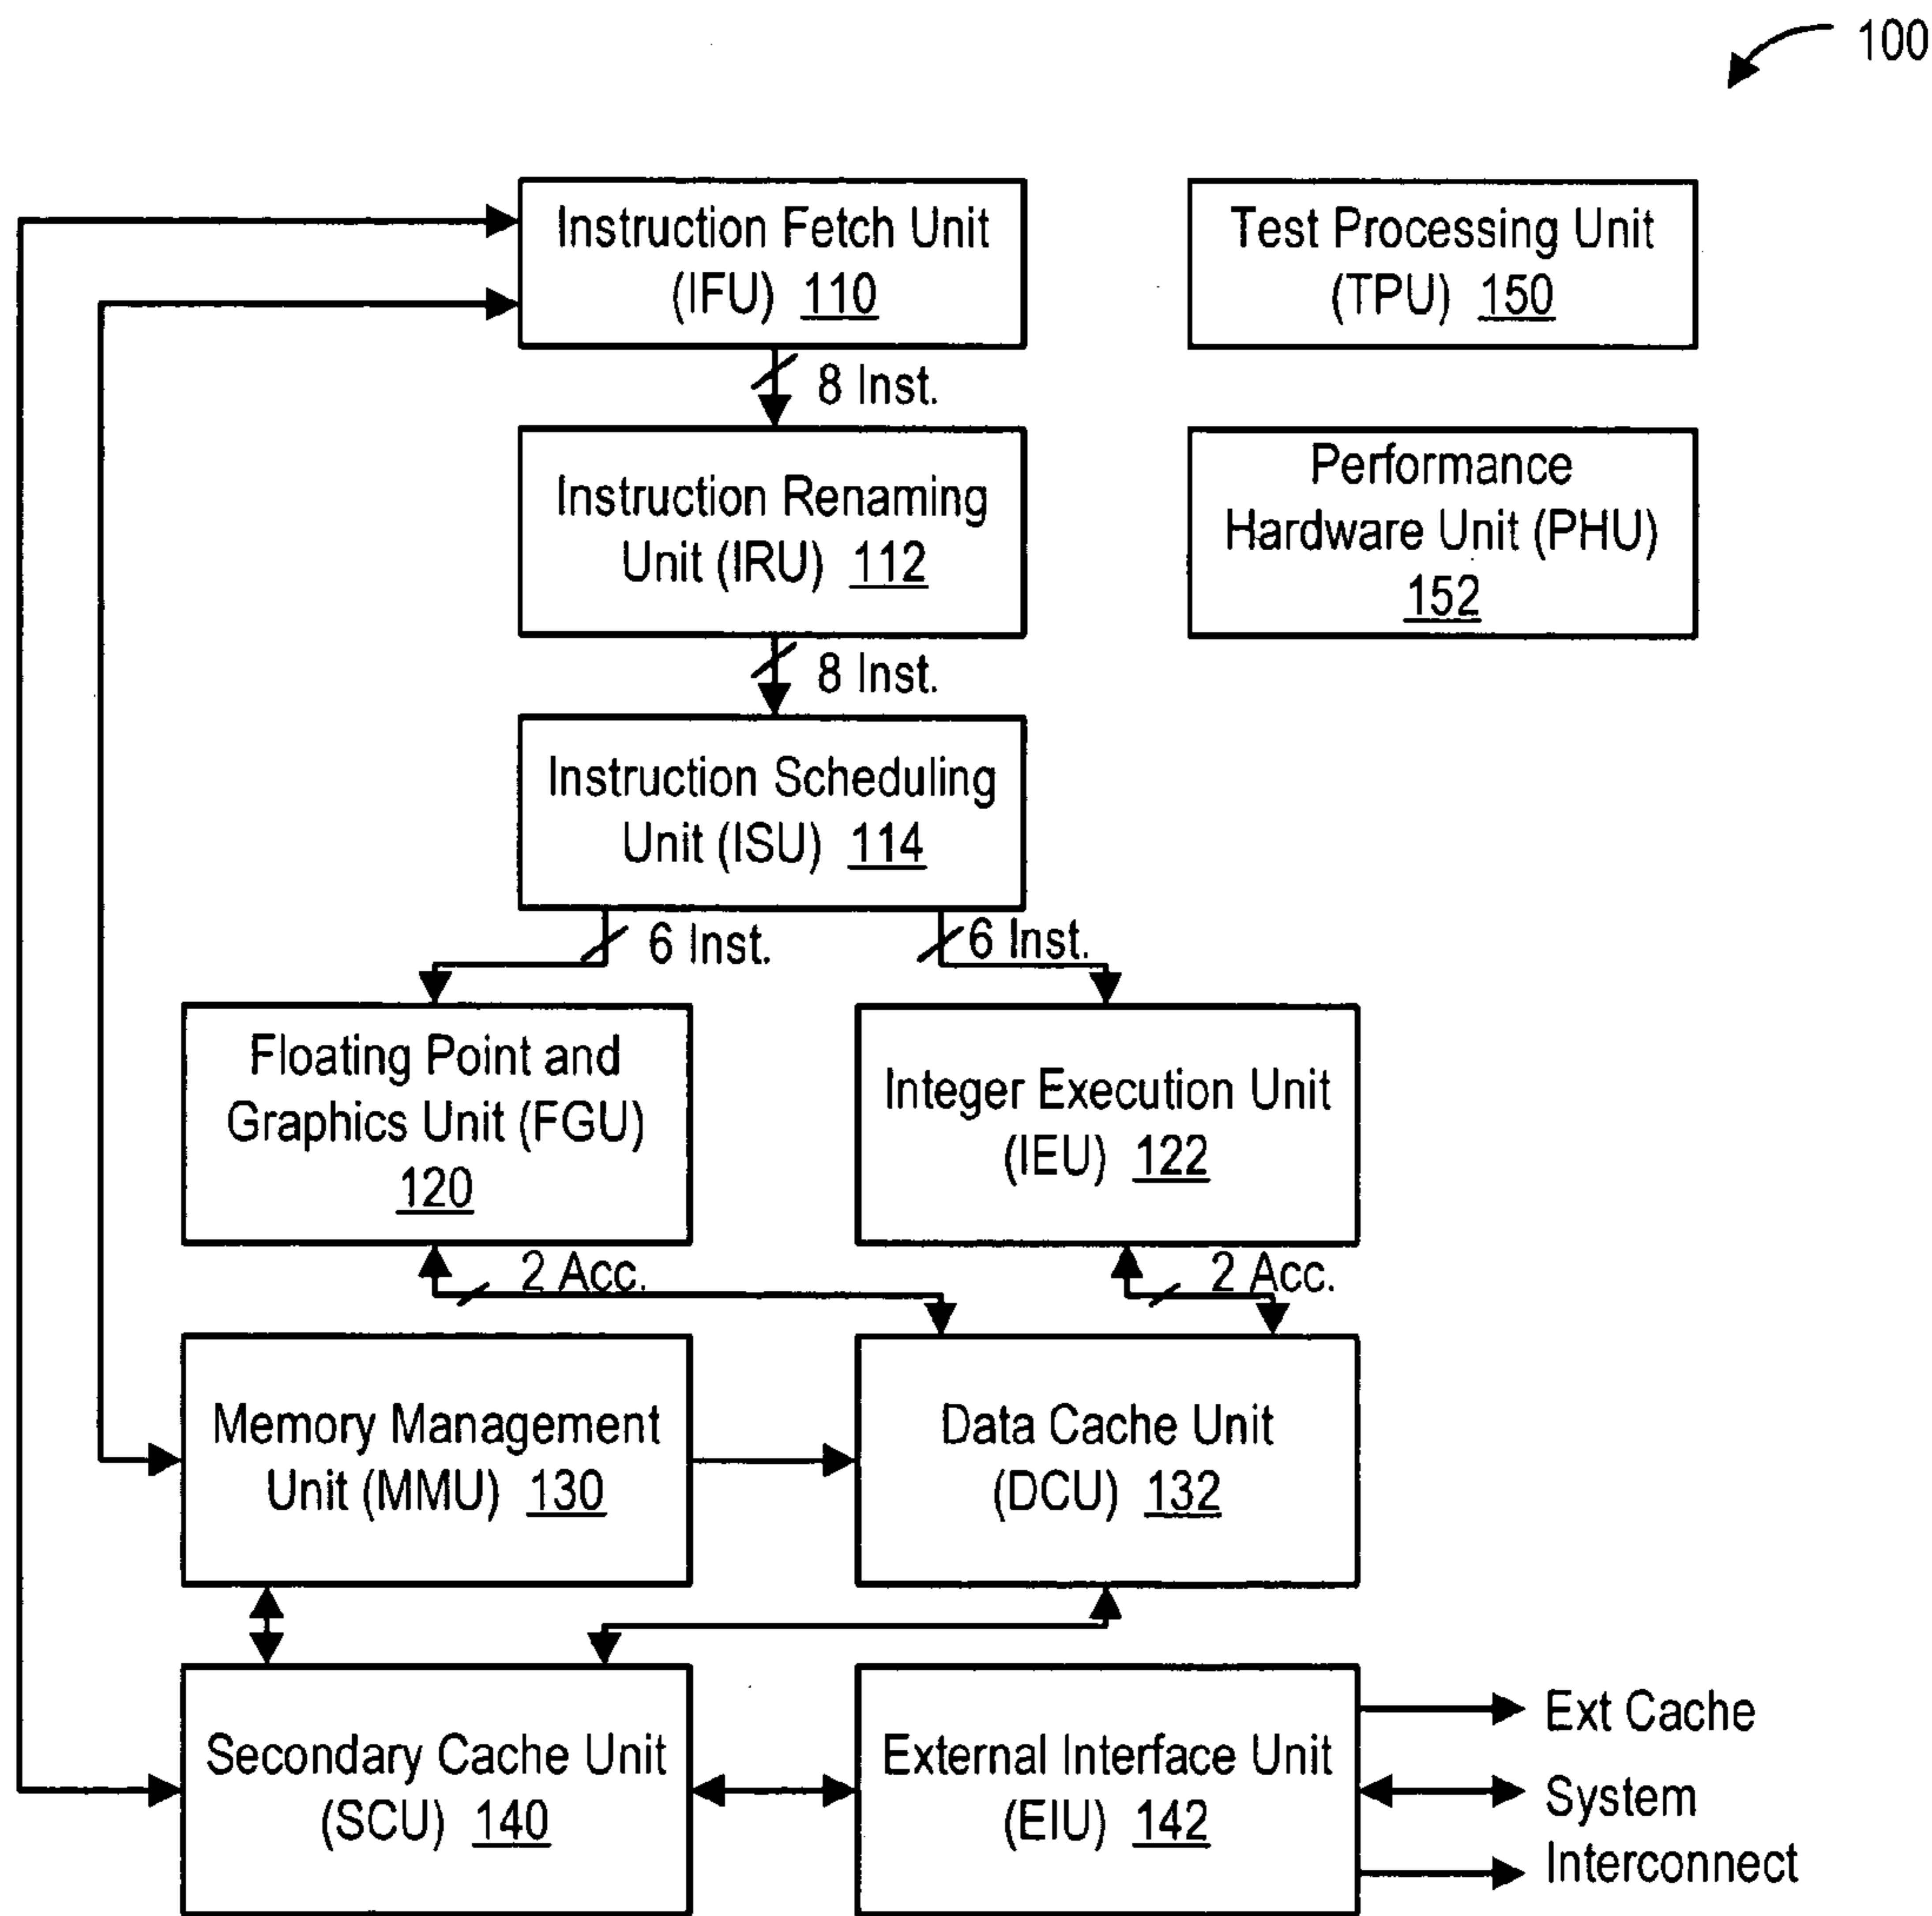 100
Instruction Fetch Unit
(IFU) 110
Test Processing Unit
(TPU) 150
8 Inst.
Instruction Renaming
Unit (IRU) 112
Performance
Hardware Unit (PHU)
152
8 Inst.
Instruction Scheduling
Unit (ISU) 114
6 Inst.
6 Inst.
Floating Point and
Graphics Unit (FGU)
120
Integer Execution Unit
(IEU) 122
2 Acc.
2 Acc.
Memory Management
Unit (MMU) 130
Data Cache Unit
(DCU) 132
Secondary Cache Unit
(SCU) 140
External Interface Unit
(EIU) 142
Ext Cache
System
Interconnect